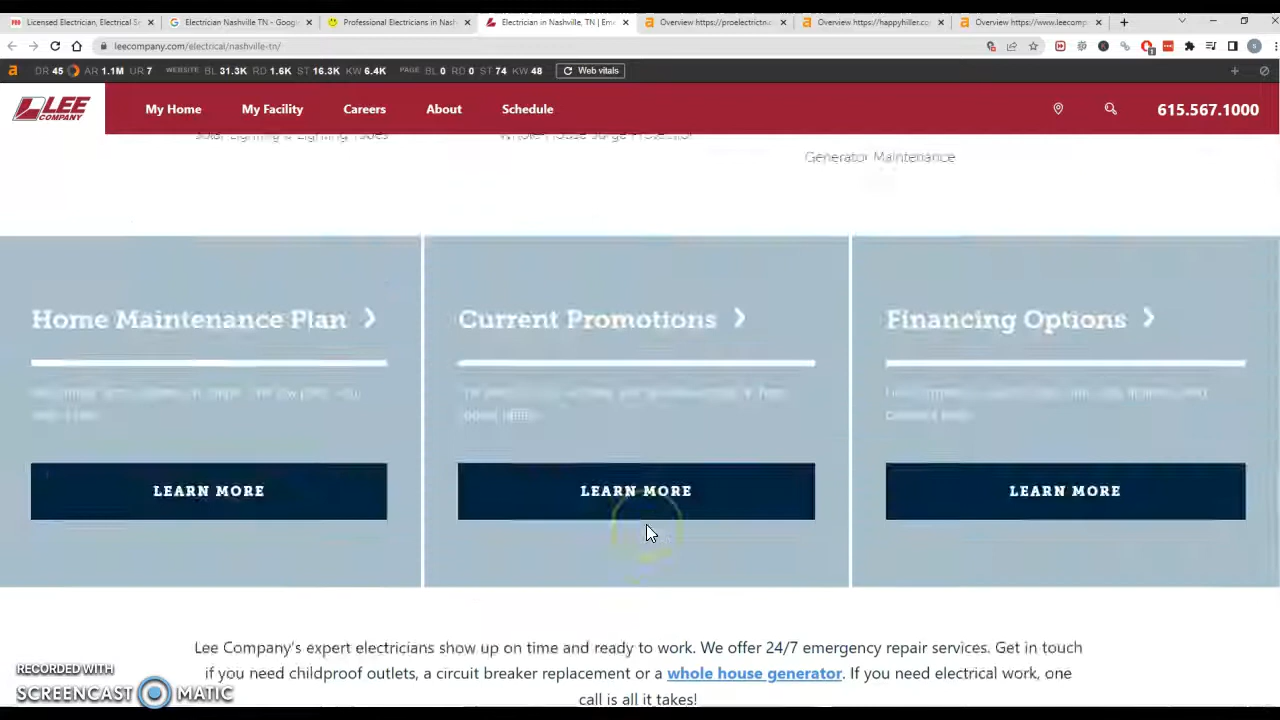 Licensed Electrician, Electrical S
Electrician Nashville TN - Goog
Professional Electricians in Nash
Electrician in Nashville, TN | Eme
Overview https://proelectrictn.c
Overview https://happyhiller.co
Overview https://www.leecomp
leecompany.com/electrical/nashville-tn/
DR 45 AR 1.1M UR 7 WEBSITE BL 31.3K RD 1.6K ST 16.3K KW 6.4K PAGE BL 0 RD 0 ST 74 KW 48 Web vitals
LEE COMPANY My Home My Facility Careers About Schedule 615.567.1000
Whole House Surge Protector
Generator Maintenance
Home Maintenance Plan
Current Promotions
Financing Options
LEARN MORE
LEARN MORE
LEARN MORE
Lee Company's expert electricians show up on time and ready to work. We offer 24/7 emergency repair services. Get in touch
if you need childproof outlets, a circuit breaker replacement or a whole house generator. If you need electrical work, one
call is all it takes!
RECORDED WITH
SCREENCAST MATIC